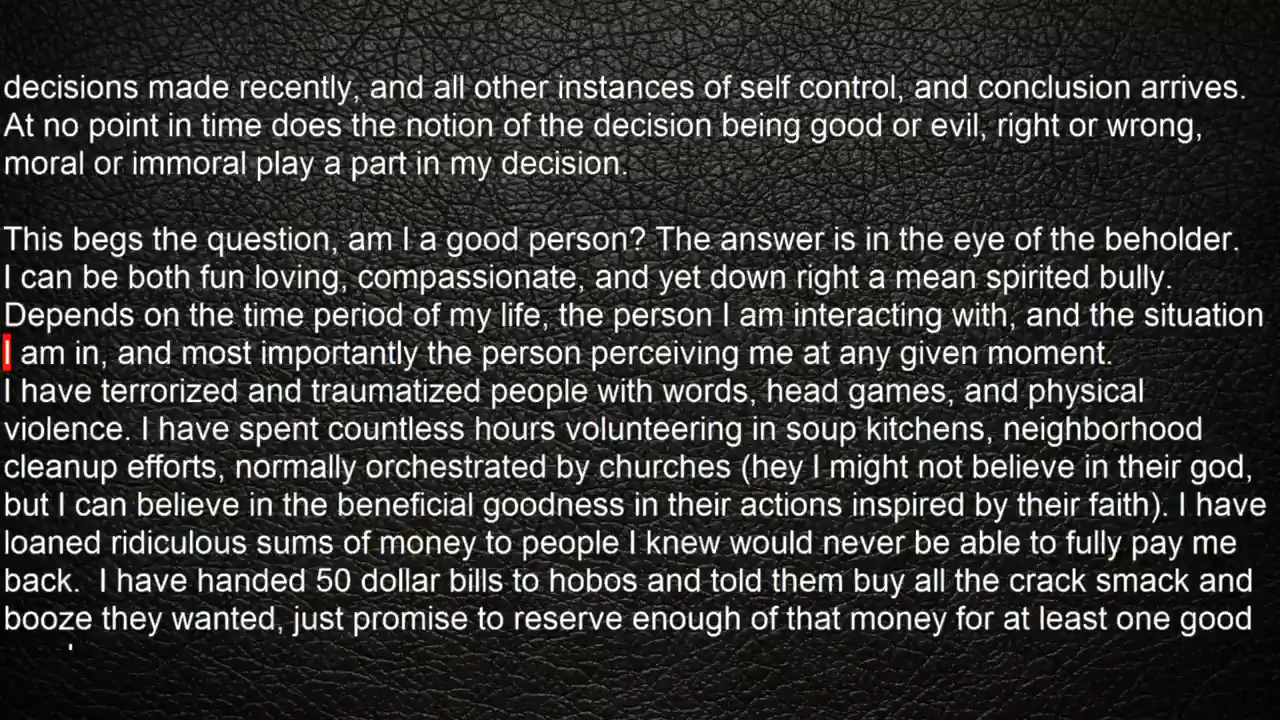 decisions made recently, and all other instances of self control, and conclusion arrives.
At no point in time does the notion of the decision being good or evil, right or wrong,
moral or immoral play a part in my decision.
This begs the question, am I a good person? The answer is in the eye of the beholder.
I can be both fun loving, compassionate, and yet down right a mean spirited bully.
Depends on the time period of my life, the person I am interacting with, and the situation
I am in, and most importantly the person perceiving me at any given moment.
I have terrorized and traumatized people with words, head games, and physical
violence. I have spent countless hours volunteering in soup kitchens, neighborhood
cleanup efforts, normally orchestrated by churches (hey I might not believe in their god,
but I can believe in the beneficial goodness in their actions inspired by their faith). I have
loaned ridiculous sums of money to people I knew would never be able to fully pay me
back.  I have handed 50 dollar bills to hobos and told them buy all the crack smack and
booze they wanted, just promise to reserve enough of that money for at least one good